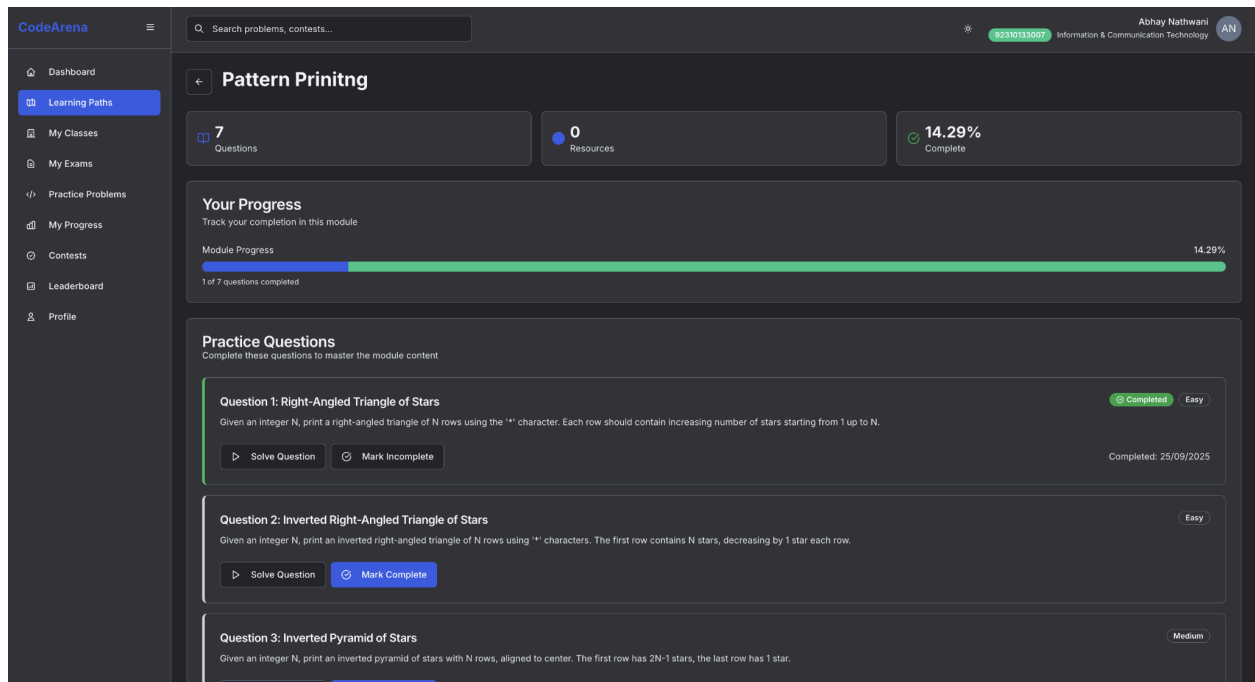 CodeArena
Search problems, contests...
Abhay Nathwani
92310133007 Information & Communication Technology
AN
Dashboard
Learning Paths
My Classes
My Exams
Practice Problems
My Progress
Contests
Leaderboard
Profile
Pattern Prinitng
7
Questions
0
Resources
14.29%
Complete
Your Progress
Track your completion in this module
Module Progress 14.29%
1 of 7 questions completed
Practice Questions
Complete these questions to master the module content
Question 1: Right-Angled Triangle of Stars Completed Easy
Given an integer N, print a right-angled triangle of N rows using the '*' character. Each row should contain increasing number of stars starting from 1 up to N.
Solve Question Mark Incomplete Completed: 25/09/2025
Question 2: Inverted Right-Angled Triangle of Stars Easy
Given an integer N, print an inverted right-angled triangle of N rows using '*' characters. The first row contains N stars, decreasing by 1 star each row.
Solve Question Mark Complete
Question 3: Inverted Pyramid of Stars Medium
Given an integer N, print an inverted pyramid of stars with N rows, aligned to center. The first row has 2N-1 stars, the last row has 1 star.